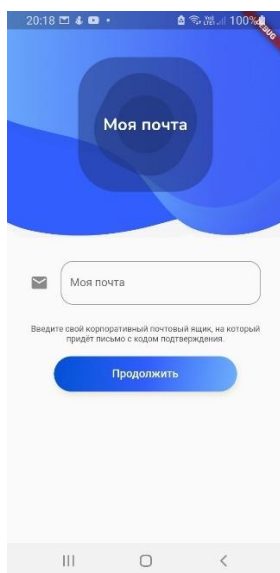 20:18
100%
BUG
Моя почта
Моя почта
Введите свой корпоративный почтовый ящик, на который
придёт письмо с кодом подтверждения.
Продолжить